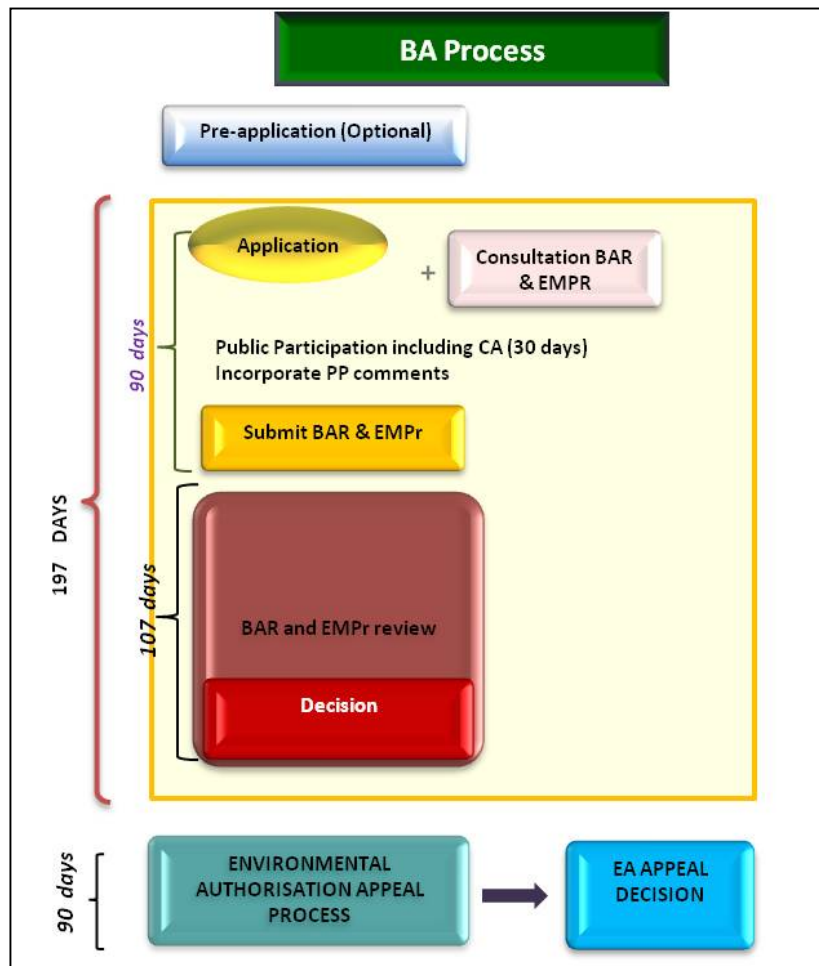 BA Process
Pre-application (Optional)
197 DAYS
90 days
Application
+
Consultation BAR
& EMPR
Public Participation including CA (30 days)
Incorporate PP comments
Submit BAR & EMPr
107 days
BAR and EMPr review
Decision
90 days
ENVIRONMENTAL
AUTHORISATION APPEAL
PROCESS
EA APPEAL
DECISION